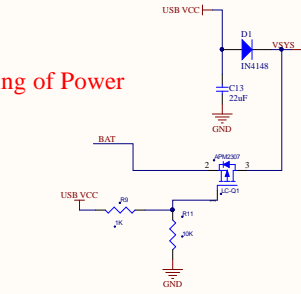 USB VCC
D1
VSYS
IN4148
ng of Power
C13
22uF
GND
BAT
APM2307
2
3
LC-Q1
USB VCC
R9
1K
R11
10K
GND